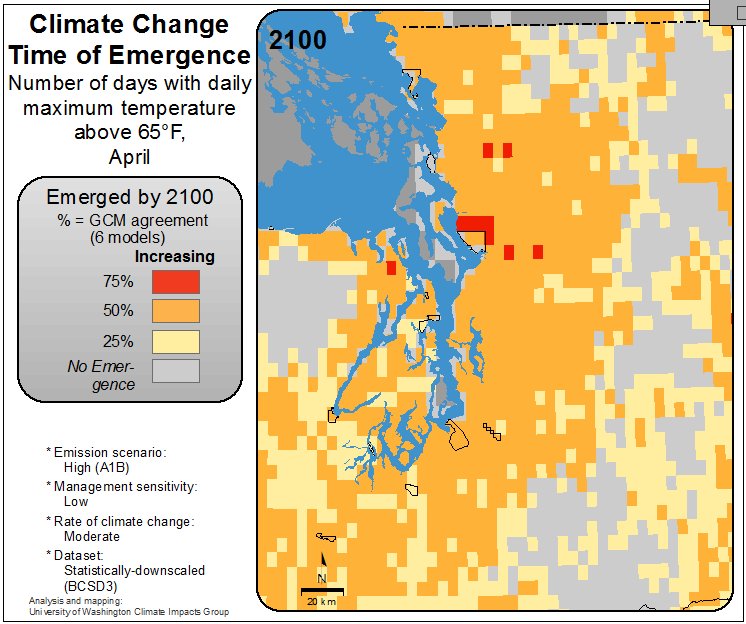 Climate Change
Time of Emergence
Number of days with daily
maximum temperature
above 65°F,
April
Emerged by 2100
% = GCM agreement
(6 models)
Increasing
75%
50%
25%
No Emer-
gence
* Emission scenario:
High (A1B)
* Management sensitivity:
Low
* Rate of climate change:
Moderate
* Dataset:
Statistically-downscaled
(BCSD3)
Analysis and mapping:
University of Washington Climate Impacts Group
2100
N
20 km